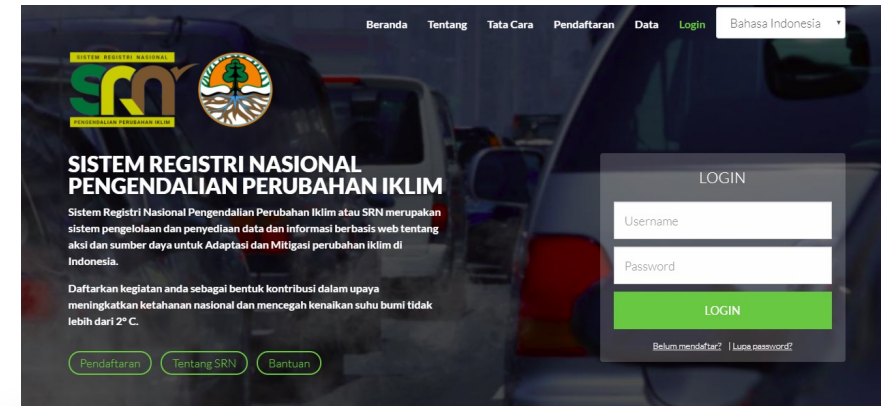 Beranda Tentang Tata Cara Pendaftaran Data Login Bahasa Indonesia
SISTEM REGISTRI NASIONAL
SRN
PENGENDALIAN PERUBAHAN IKLIM
SISTEM REGISTRI NASIONAL
PENGENDALIAN PERUBAHAN IKLIM
Sistem Registri Nasional Pengendalian Perubahan Iklim atau SRN merupakan
sistem pengelolaan dan penyediaan data dan informasi berbasis web tentang
aksi dan sumber daya untuk Adaptasi dan Mitigasi perubahan iklim di
Indonesia.
Daftarkan kegiatan anda sebagai bentuk kontribusi dalam upaya
meningkatkan ketahanan nasional dan mencegah kenaikan suhu bumi tidak
lebih dari 2° C.
Pendaftaran Tentang SRN Bantuan
LOGIN
Username
Password
LOGIN
Belum mendaftar? | Lupa password?